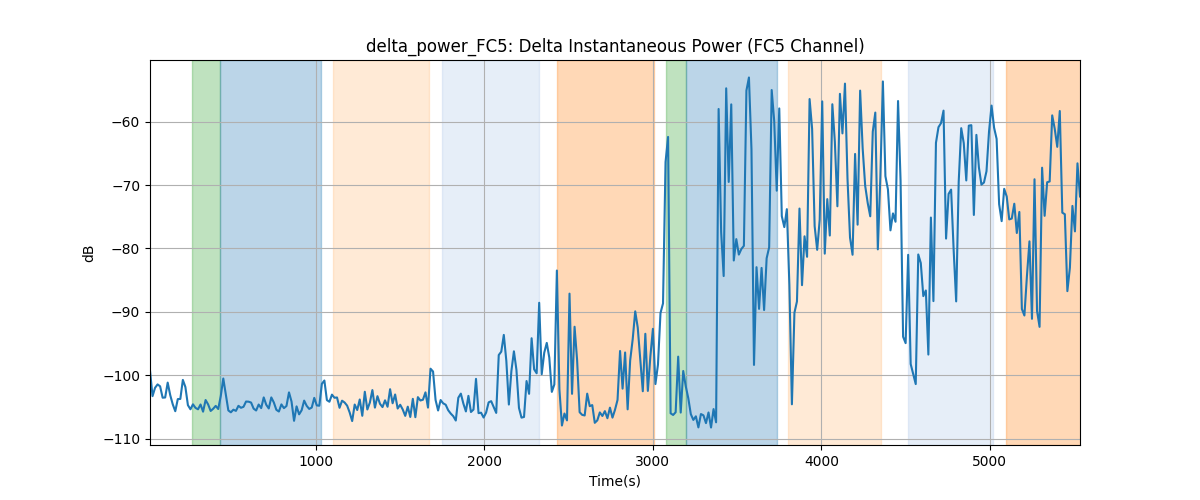 delta_power_FC5: Delta Instantaneous Power (FC5 Channel)
−60
−70
−80
−90
−100
−110
dB
1000 2000 3000 4000 5000
Time(s)